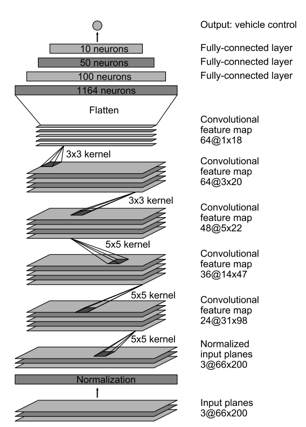 Output: vehicle control
10 neurons
Fully-connected layer
50 neurons
Fully-connected layer
100 neurons
Fully-connected layer
1164 neurons
Flatten
Convolutional
feature map
64@1x18
3x3 kernel
Convolutional
feature map
64@3x20
3x3 kernel
Convolutional
feature map
48@5x22
5x5 kernel
Convolutional
feature map
36@14x47
5x5 kernel
Convolutional
feature map
24@31x98
5x5 kernel
Normalized
input planes
3@66x200
Normalization
Input planes
3@66x200